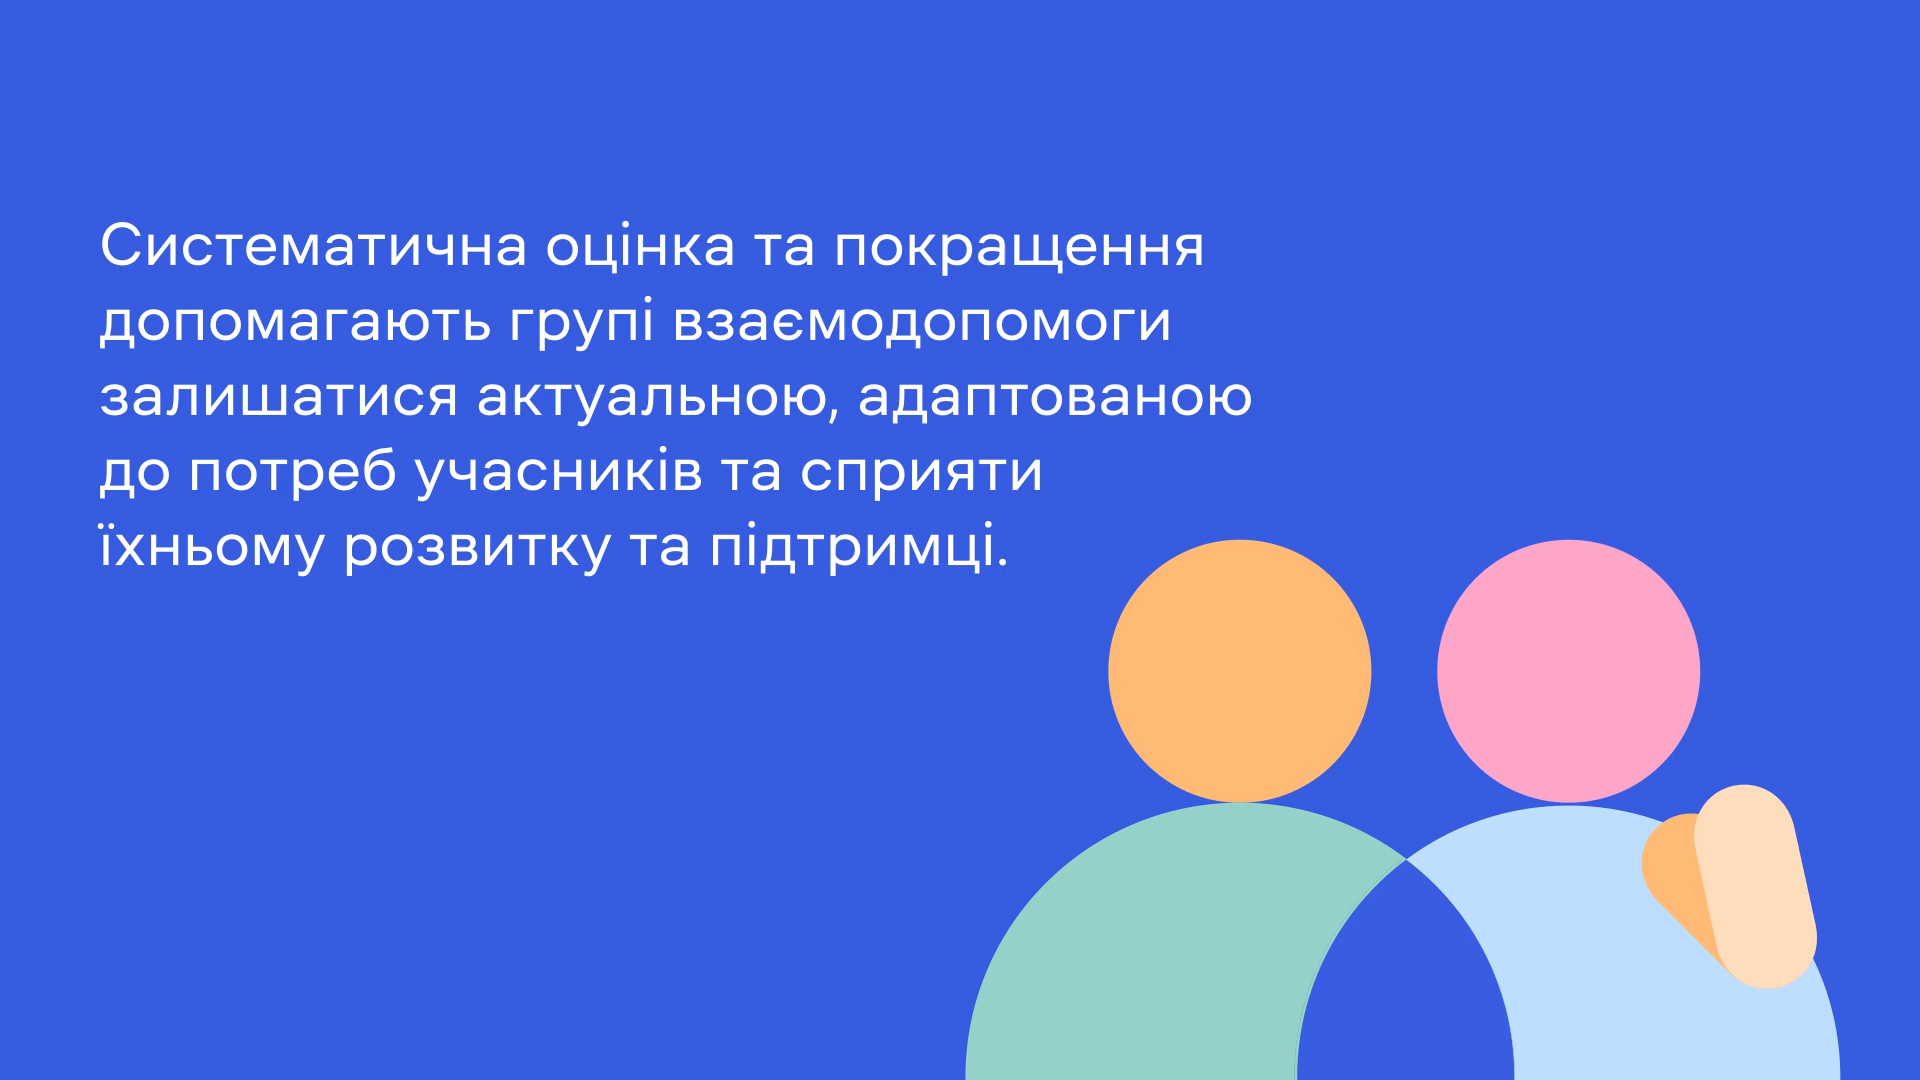 Систематична оцінка та покращення
допомагають групі взаємодопомоги
залишатися актуальною, адаптованою
до потреб учасників та сприяти
їхньому розвитку та підтримці.